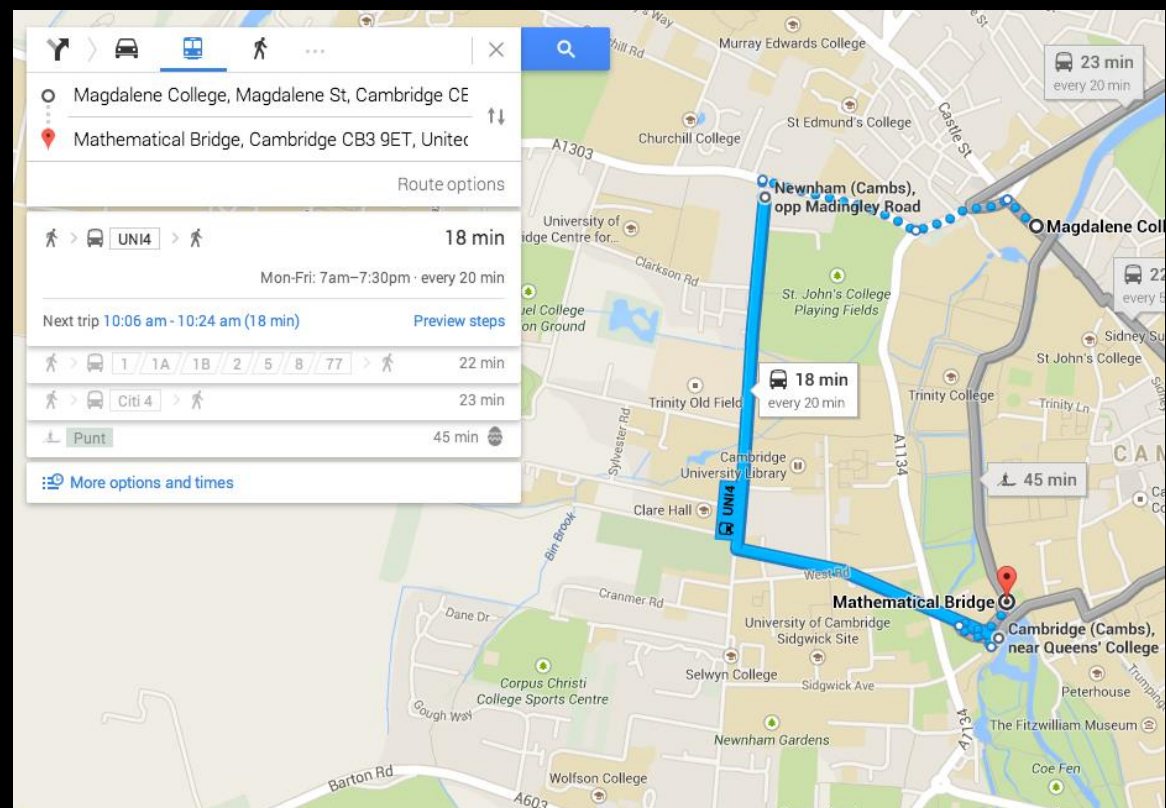 Magdalene College, Magdalene St, Cambridge CE
Mathematical Bridge, Cambridge CB3 9ET, United
Route options
UNI4
18 min
Mon-Fri: 7am–7:30pm · every 20 min
Next trip 10:06 am - 10:24 am (18 min)
Preview steps
1 / 1A / 1B / 2 / 5 / 8 / 77
22 min
Citi 4
23 min
Punt
45 min
More options and times
Murray Edwards College
23 min
every 20 min
St Edmund's College
Castle St
Churchill College
A1303
Newnham (Cambs),
opp Madingley Road
Magdalene Coll
University of
idge Centre for...
Clarkson Rd
22
every 5
St. John's College
Playing Fields
uel College
on Ground
Sidney Su
St John's College
18 min
every 20 min
Trinity Old Field
Trinity College
Trinity Ln
Sylvester Rd
A1134
CAM
Cambridge
University Library
45 min
UNI4
Clare Hall
Bin Brook
West Rd
Cranmer Rd
Mathematical Bridge
Dane Dr
University of Cambridge
Sidgwick Site
Cambridge (Cambs),
near Queens' College
Selwyn College
Sidgwick Ave
Corpus Christi
College Sports Centre
Peterhouse
Gough Way
The Fitzwilliam Museum
Newnham Gardens
A1134
Coe Fen
Barton Rd
Wolfson College
A603